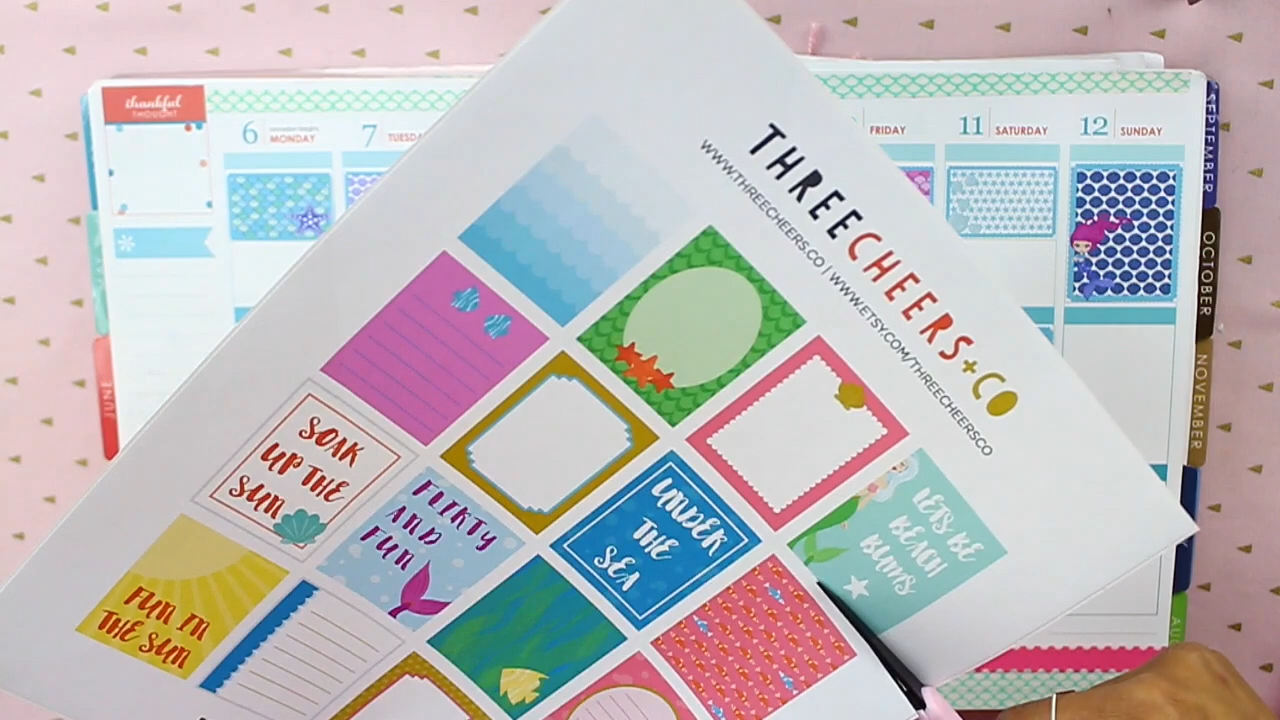 thankful
THOUGHT
6
MONDAY
7
FRIDAY
11
SATURDAY
12
SUNDAY
SEPTEMBER
OCTOBER
NOVEMBER
JUNE
THREECHEERS+CO
WWW.THREECHEERS.CO | WWW.ETSY.COM/THREECHEERSCO
SOAK
UP THE
SUN
FLIRTY
AND
FUN
UNDER
THE
SEA
LETS BE
BEACH
BUMS
FUN IN
THE SUN